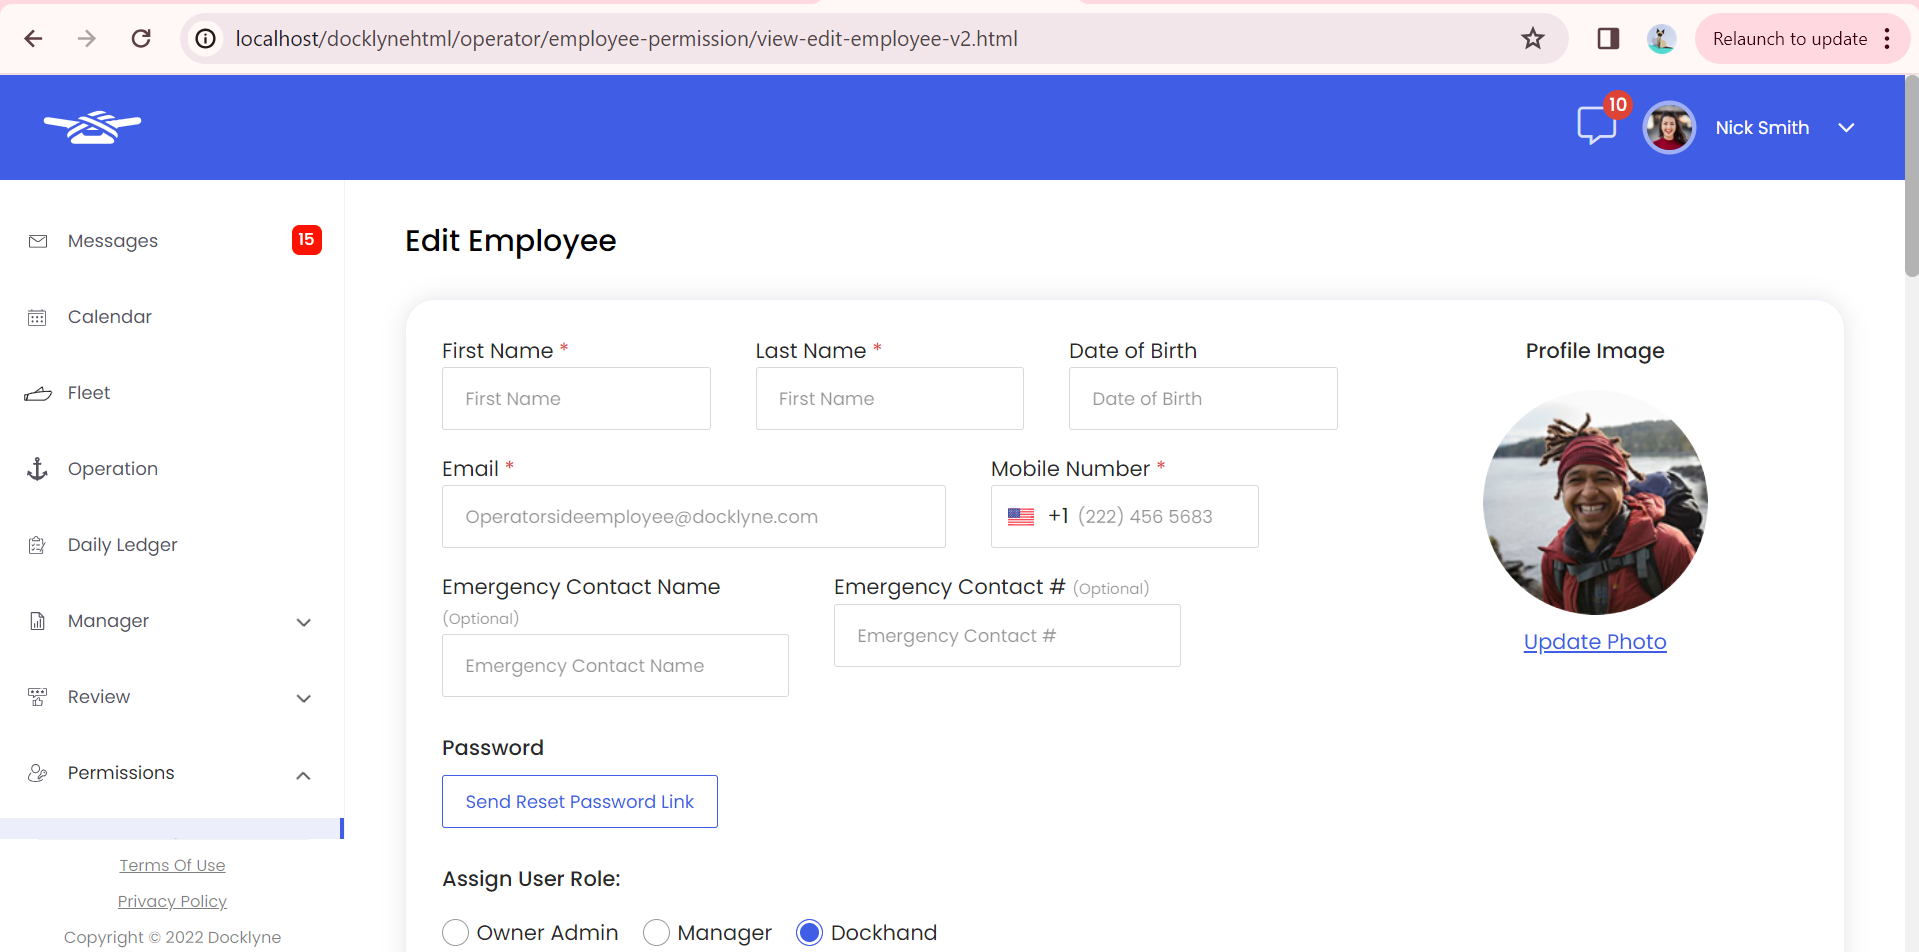 localhost/docklynehtml/operator/employee-permission/view-edit-employee-v2.html
Relaunch to update
10
Nick Smith
Messages
15
Calendar
Fleet
Operation
Daily Ledger
Manager
Review
Permissions
Terms Of Use
Privacy Policy
Copyright © 2022 Docklyne
Edit Employee
First Name *
Last Name *
Date of Birth
First Name
First Name
Date of Birth
Email *
Mobile Number *
Operatorsideemployee@docklyne.com
+1 (222) 456 5683
Emergency Contact Name
(Optional)
Emergency Contact # (Optional)
Emergency Contact Name
Emergency Contact #
Password
Send Reset Password Link
Assign User Role:
Owner Admin
Manager
Dockhand
Profile Image
Update Photo